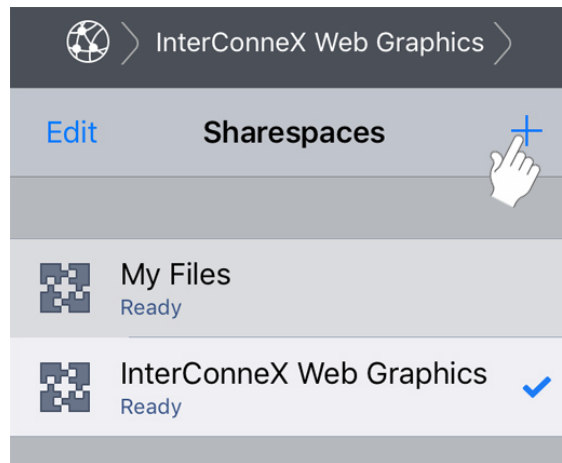 InterConneX Web Graphics
Edit Sharespaces +
My Files
Ready
InterConneX Web Graphics
Ready